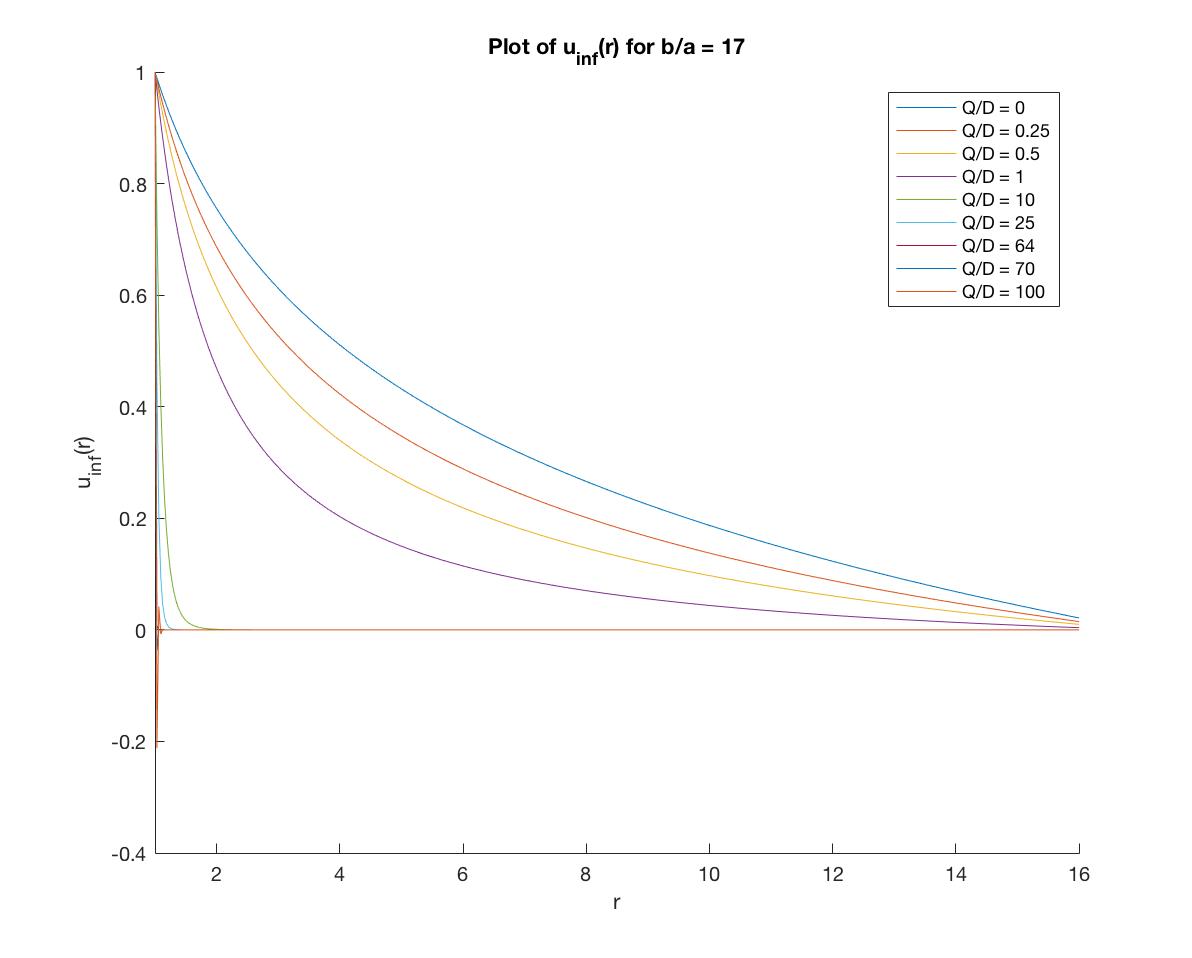 Plot of u_inf(r) for b/a = 17
1
0.8
0.6
0.4
0.2
0
-0.2
-0.4
u_inf(r)
2 4 6 8 10 12 14 16
r
Q/D = 0
Q/D = 0.25
Q/D = 0.5
Q/D = 1
Q/D = 10
Q/D = 25
Q/D = 64
Q/D = 70
Q/D = 100